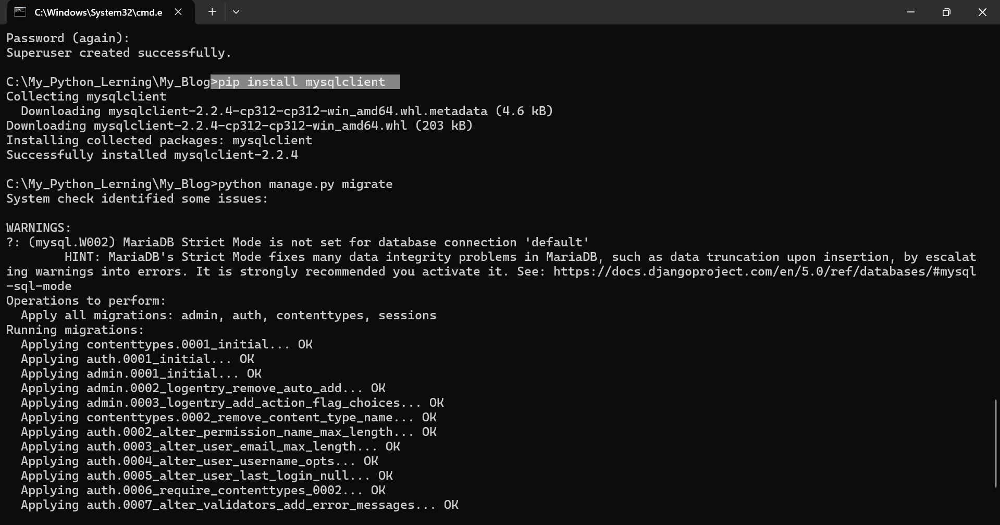 C:\Windows\System32\cmd.e
Password (again):
Superuser created successfully.
C:\My_Python_Lerning\My_Blog>pip install mysqlclient
Collecting mysqlclient
  Downloading mysqlclient-2.2.4-cp312-cp312-win_amd64.whl.metadata (4.6 kB)
Downloading mysqlclient-2.2.4-cp312-cp312-win_amd64.whl (203 kB)
Installing collected packages: mysqlclient
Successfully installed mysqlclient-2.2.4
C:\My_Python_Lerning\My_Blog>python manage.py migrate
System check identified some issues:
WARNINGS:
?: (mysql.W002) MariaDB Strict Mode is not set for database connection 'default'
        HINT: MariaDB's Strict Mode fixes many data integrity problems in MariaDB, such as data truncation upon insertion, by escalat
ing warnings into errors. It is strongly recommended you activate it. See: https://docs.djangoproject.com/en/5.0/ref/databases/#mysql
-sql-mode
Operations to perform:
  Apply all migrations: admin, auth, contenttypes, sessions
Running migrations:
  Applying contenttypes.0001_initial... OK
  Applying auth.0001_initial... OK
  Applying admin.0001_initial... OK
  Applying admin.0002_logentry_remove_auto_add... OK
  Applying admin.0003_logentry_add_action_flag_choices... OK
  Applying contenttypes.0002_remove_content_type_name... OK
  Applying auth.0002_alter_permission_name_max_length... OK
  Applying auth.0003_alter_user_email_max_length... OK
  Applying auth.0004_alter_user_username_opts... OK
  Applying auth.0005_alter_user_last_login_null... OK
  Applying auth.0006_require_contenttypes_0002... OK
  Applying auth.0007_alter_validators_add_error_messages... OK